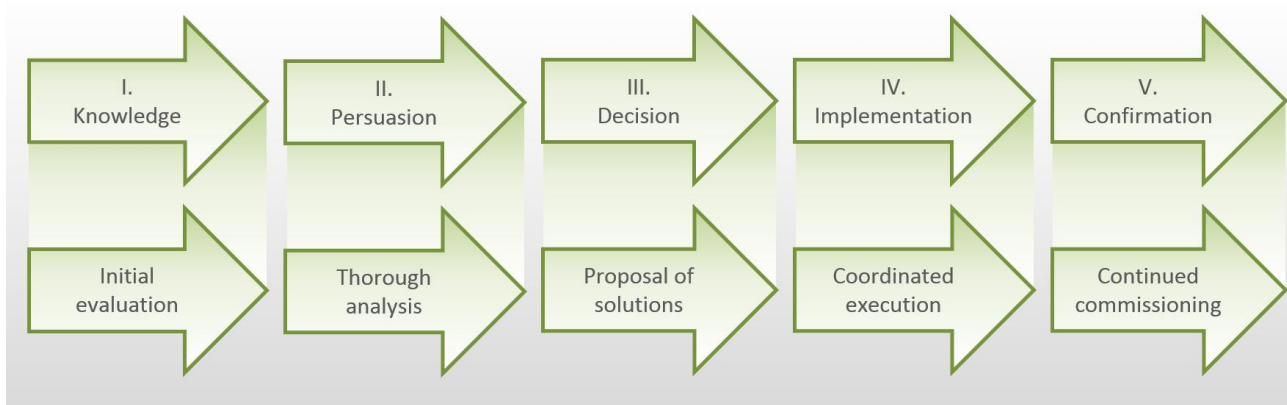 I.
Knowledge
II.
Persuasion
III.
Decision
IV.
Implementation
V.
Confirmation
Initial
evaluation
Thorough
analysis
Proposal of
solutions
Coordinated
execution
Continued
commissioning